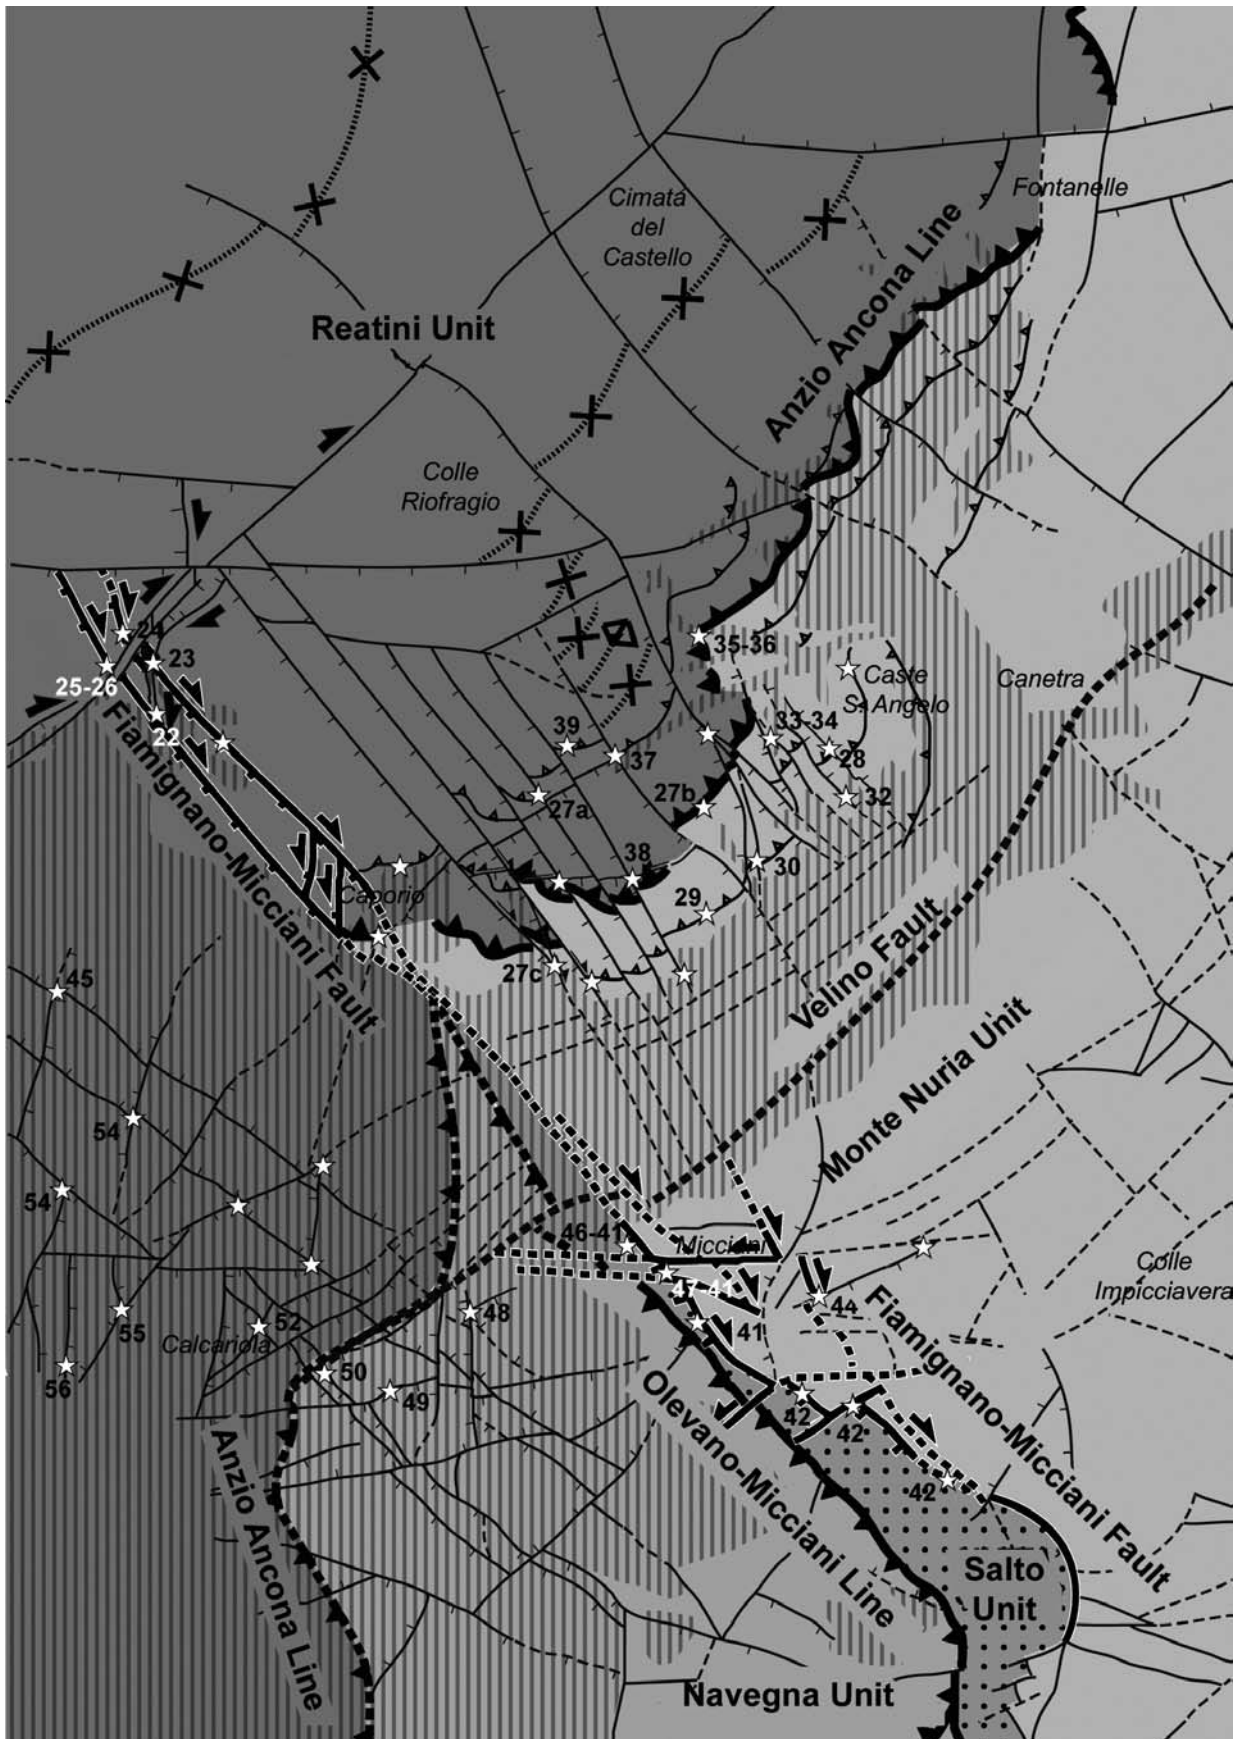 Fontanelle
Cimata
del
Castello
Anzio Ancona Line
Reatini Unit
Colle
Riofragio
24
23
25-26
22
35-36
Caste
S. Angelo
Canetra
33-34
28
39
37
27a
27b
32
38
30
29
Caporio
Fiamignano-Micciani Fault
27c
Velino Fault
45
Monte Nuria Unit
54
54
46-41
Micciani
47-41
44
Colle
Impicciavera
48
41
55
52
Calcariola
56
50
49
42
42
42
Fiamignano-Micciani Fault
Olevano-Micciani Line
Anzio Ancona Line
Salto
Unit
Navegna Unit